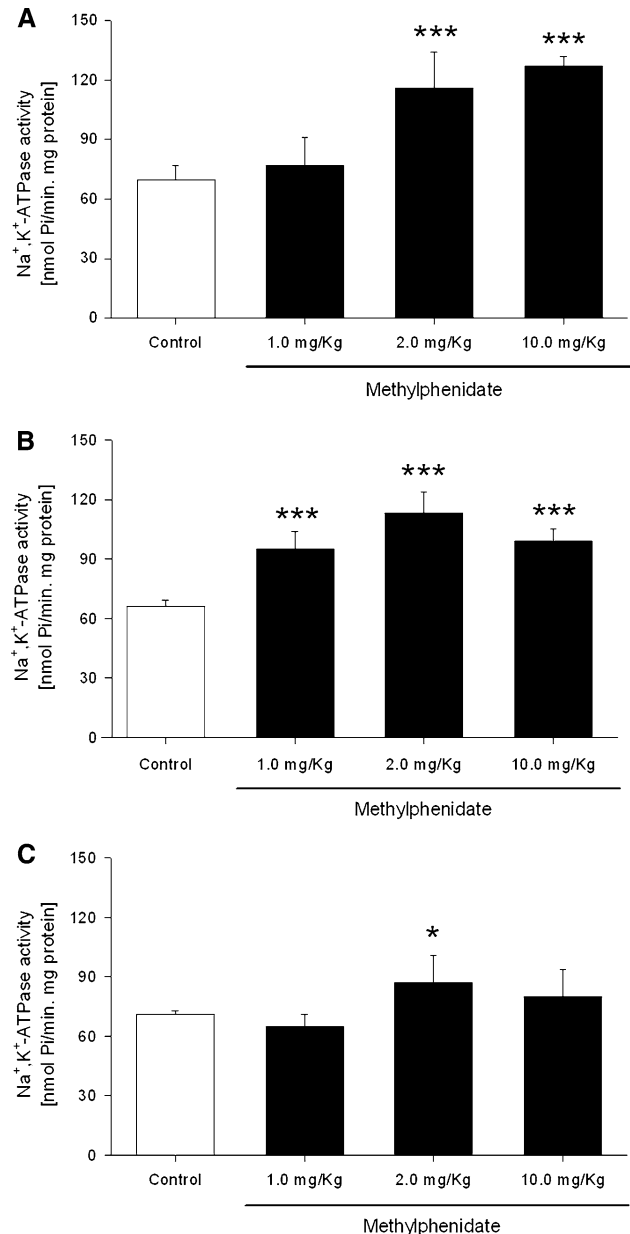 A
Na⁺,K⁺-ATPase activity
[nmol Pi/min. mg protein]
150
120
90
60
30
0
*** ***
Control 1.0 mg/Kg 2.0 mg/Kg 10.0 mg/Kg
Methylphenidate
B
Na⁺,K⁺-ATPase activity
[nmol Pi/min. mg protein]
150
120
90
60
30
0
*** *** ***
Control 1.0 mg/Kg 2.0 mg/Kg 10.0 mg/Kg
Methylphenidate
C
Na⁺,K⁺-ATPase activity
[nmol Pi/min. mg protein]
150
120
90
60
30
0
*
Control 1.0 mg/Kg 2.0 mg/Kg 10.0 mg/Kg
Methylphenidate